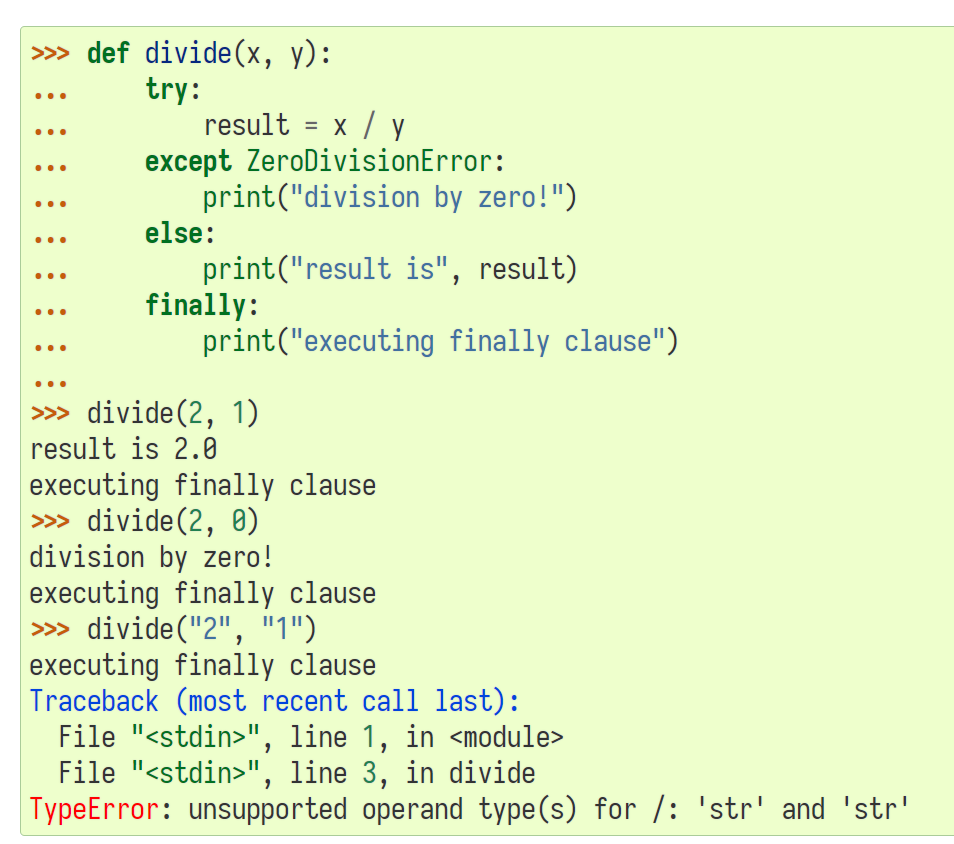 >>> def divide(x, y):
...     try:
...         result = x / y
...     except ZeroDivisionError:
...         print("division by zero!")
...     else:
...         print("result is", result)
...     finally:
...         print("executing finally clause")
...
>>> divide(2, 1)
result is 2.0
executing finally clause
>>> divide(2, 0)
division by zero!
executing finally clause
>>> divide("2", "1")
executing finally clause
Traceback (most recent call last):
  File "<stdin>", line 1, in <module>
  File "<stdin>", line 3, in divide
TypeError: unsupported operand type(s) for /: 'str' and 'str'